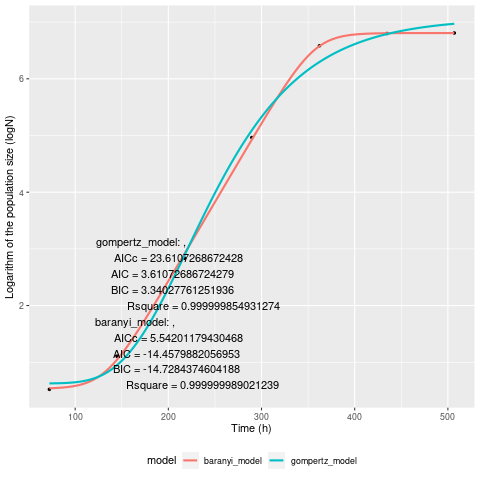 Logarithm of the population size (logN)
6
4
2
gompertz_model: ,
AICc = 23.6107268672428
AIC = 3.61072686724279
BIC = 3.34027761251936
Rsquare = 0.999999854931274
baranyi_model: ,
AICc = 5.54201179430468
AIC = -14.4579882056953
BIC = -14.7284374604188
Rsquare = 0.999999989021239
100 200 300 400 500
Time (h)
model baranyi_model gompertz_model